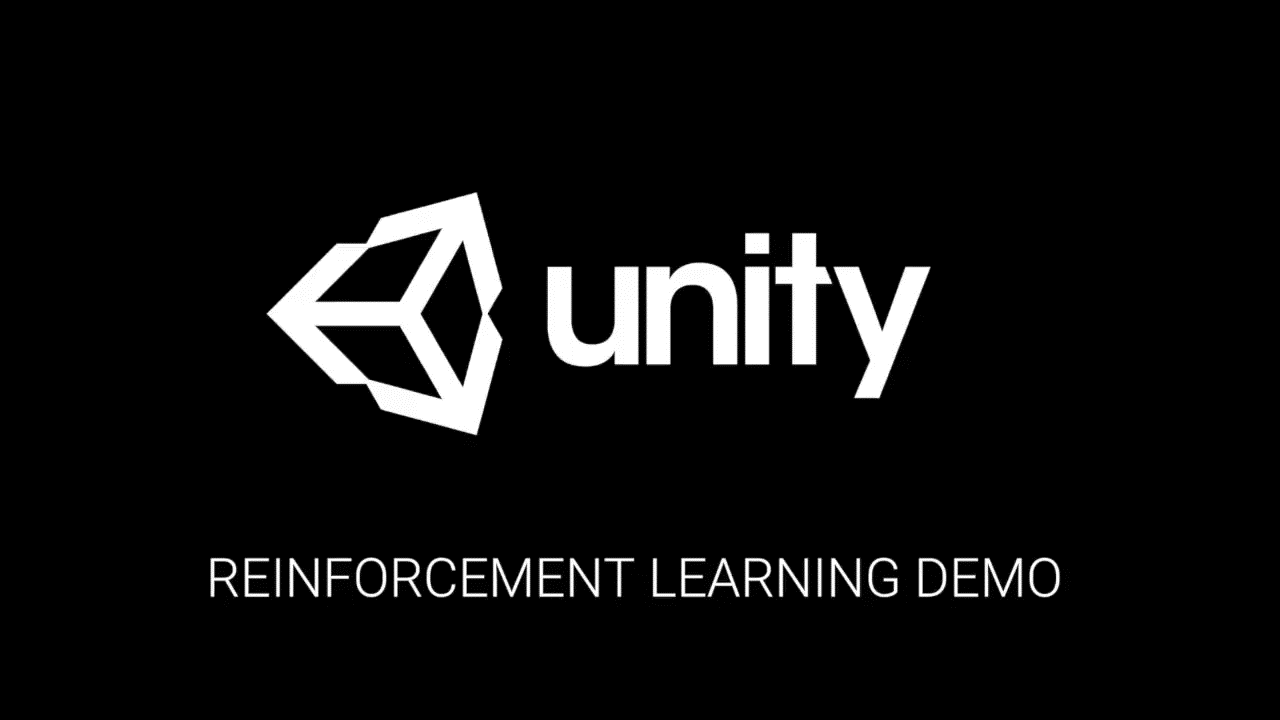 unity
REINFORCEMENT LEARNING DEMO